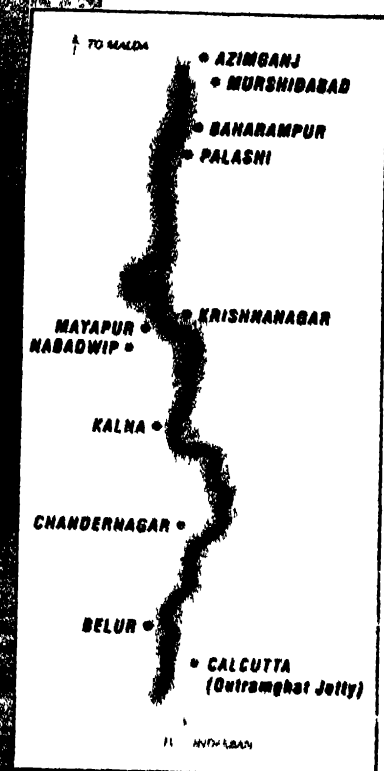 TO MALDA
AZIMGANJ
MURSHIDABAD
BAHARAMPUR
PALASHI
KRISHNANAGAR
MAYAPUR
NABADWIP
KALNA
CHANDERNAGAR
BELUR
CALCUTTA
(Outramghat Jetty)